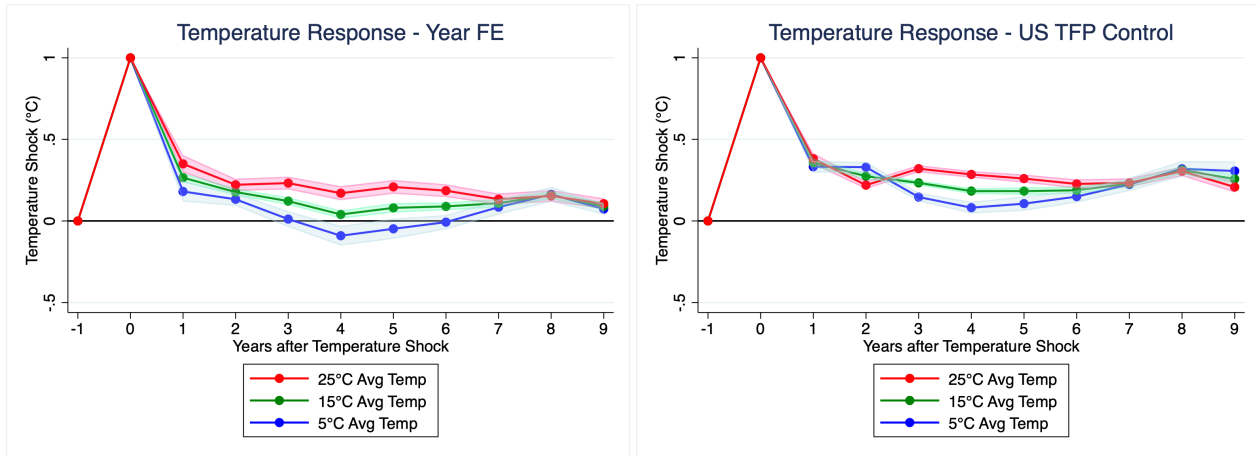 Temperature Response - Year FE
Temperature Shock (°C)
1
.5
0
-.5
-1 0 1 2 3 4 5 6 7 8 9
Years after Temperature Shock
25°C Avg Temp
15°C Avg Temp
5°C Avg Temp
Temperature Response - US TFP Control
Temperature Shock (°C)
1
.5
0
-.5
-1 0 1 2 3 4 5 6 7 8 9
Years after Temperature Shock
25°C Avg Temp
15°C Avg Temp
5°C Avg Temp